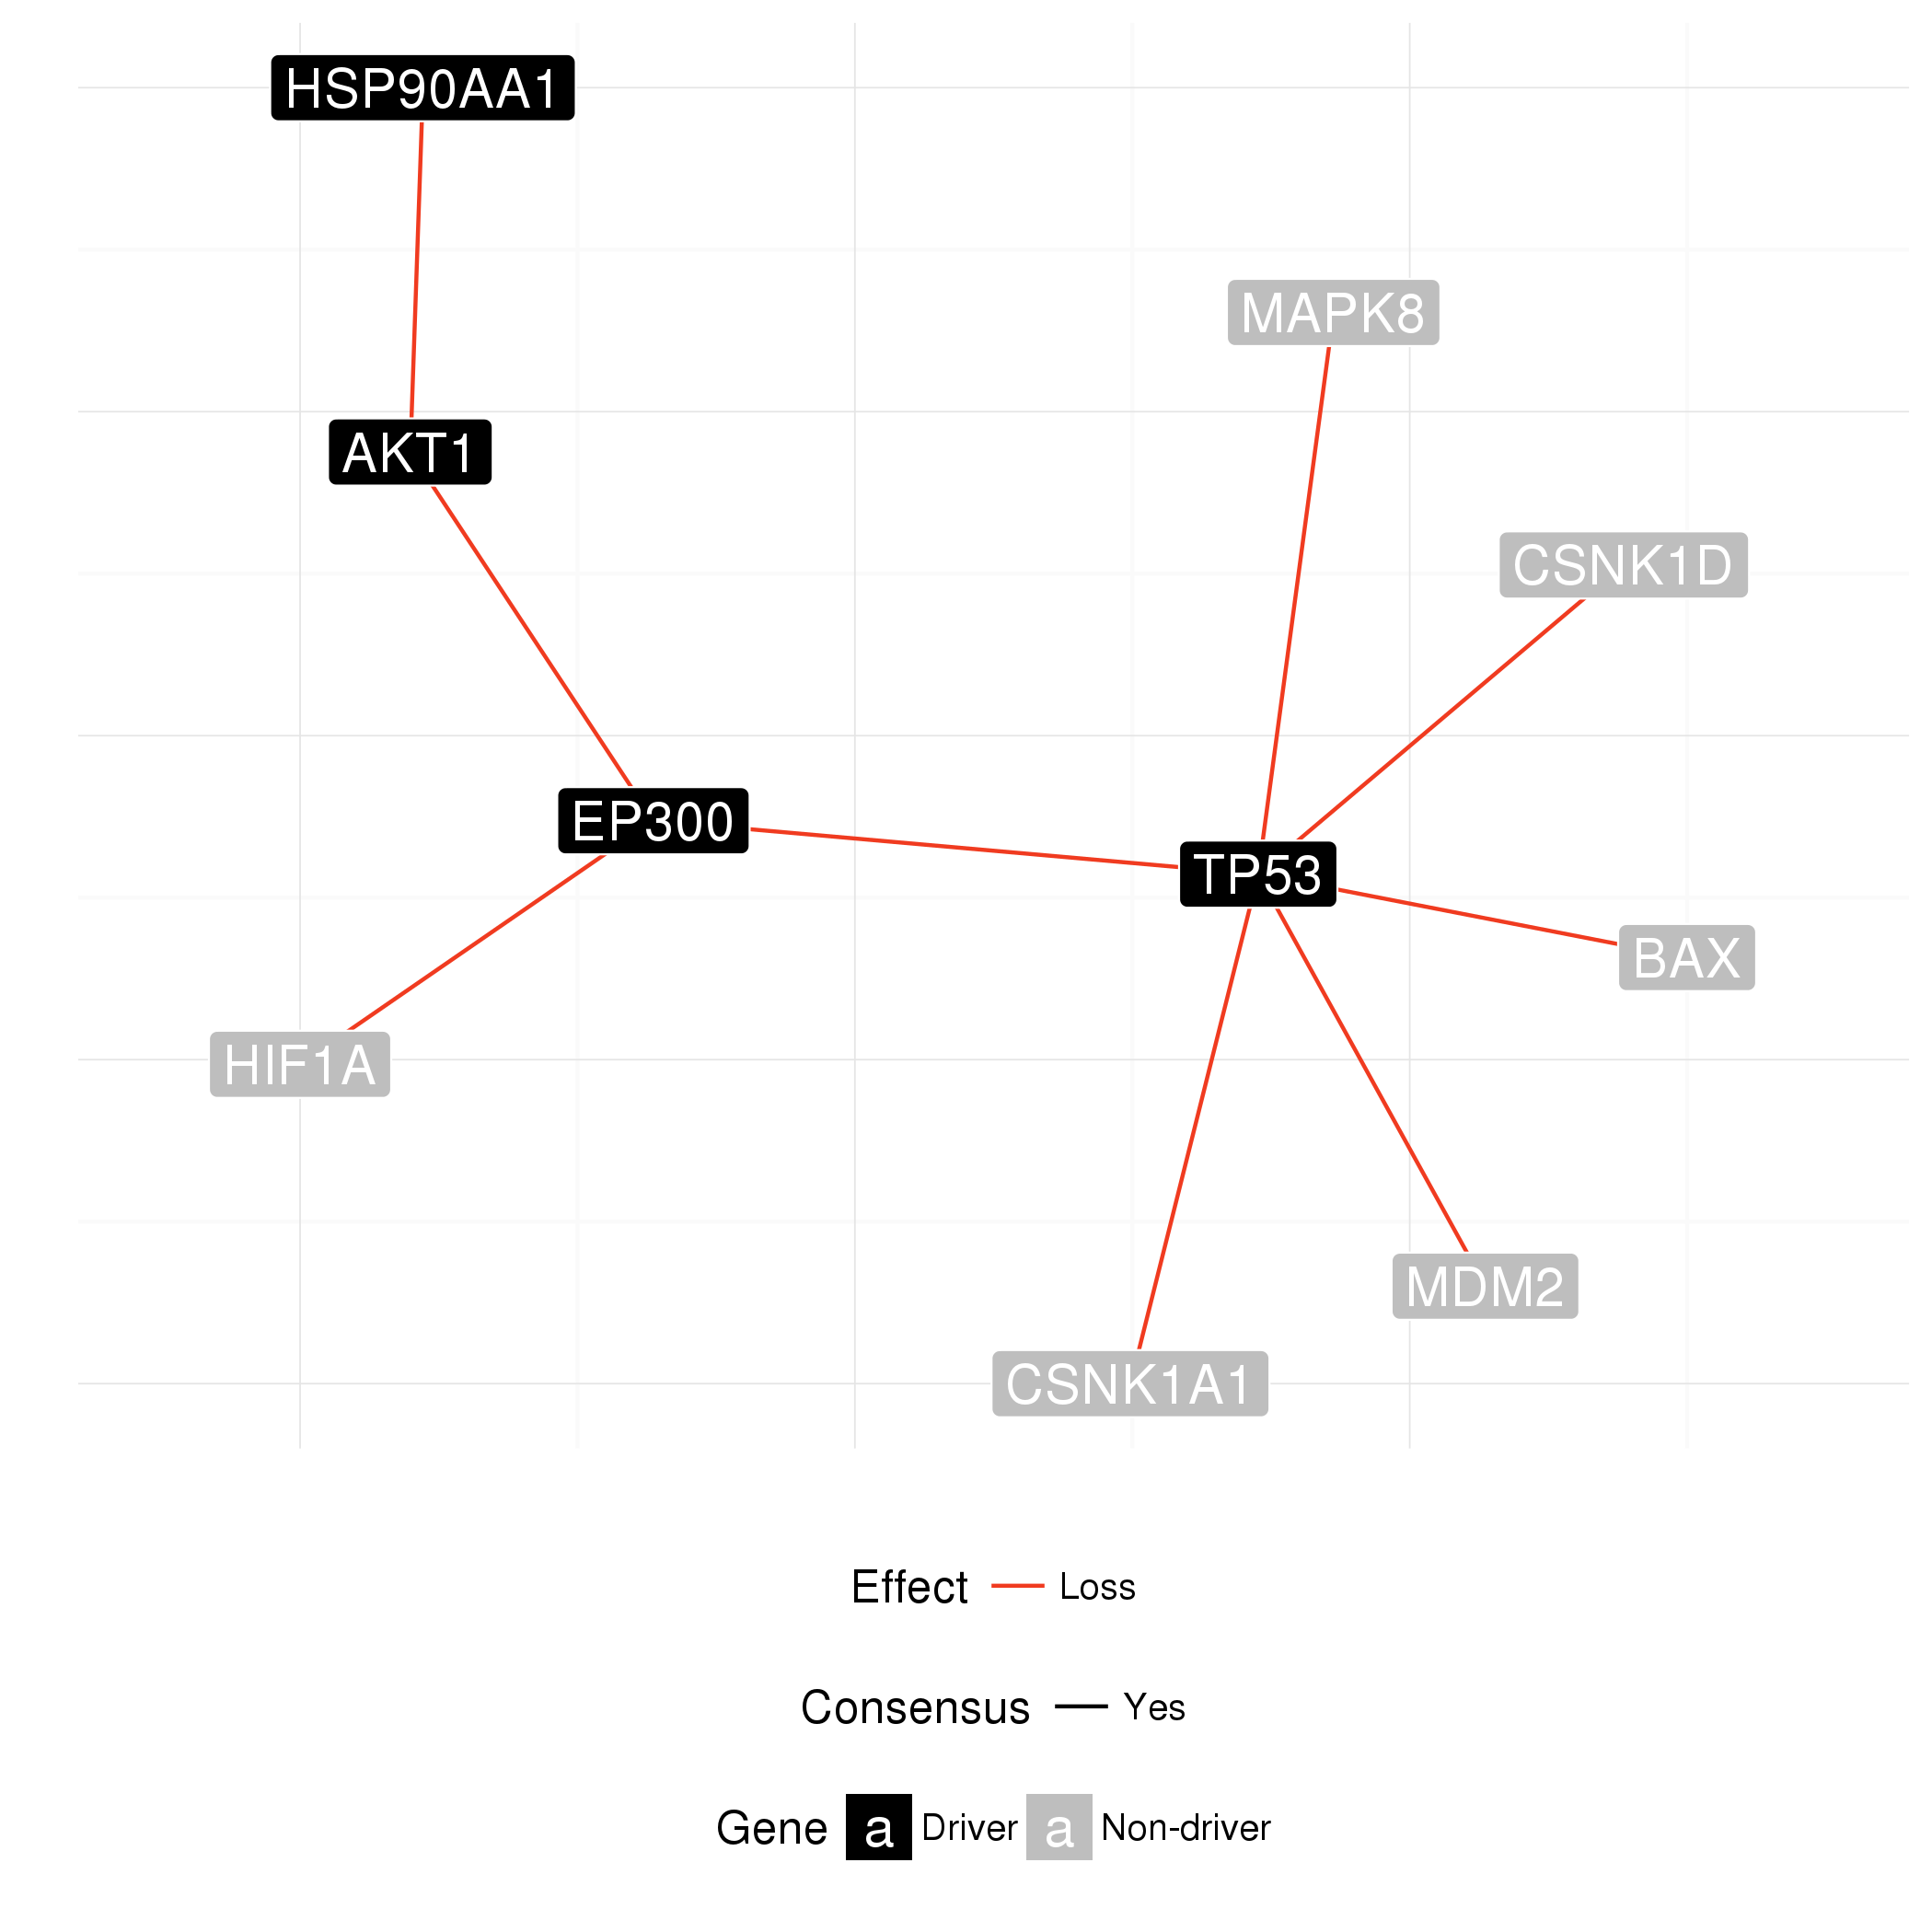 HSP90AA1
MAPK8
AKT1
CSNK1D
EP300
TP53
BAX
HIF1A
MDM2
CSNK1A1
Effect Loss
Consensus Yes
Gene a Driver a Non-driver